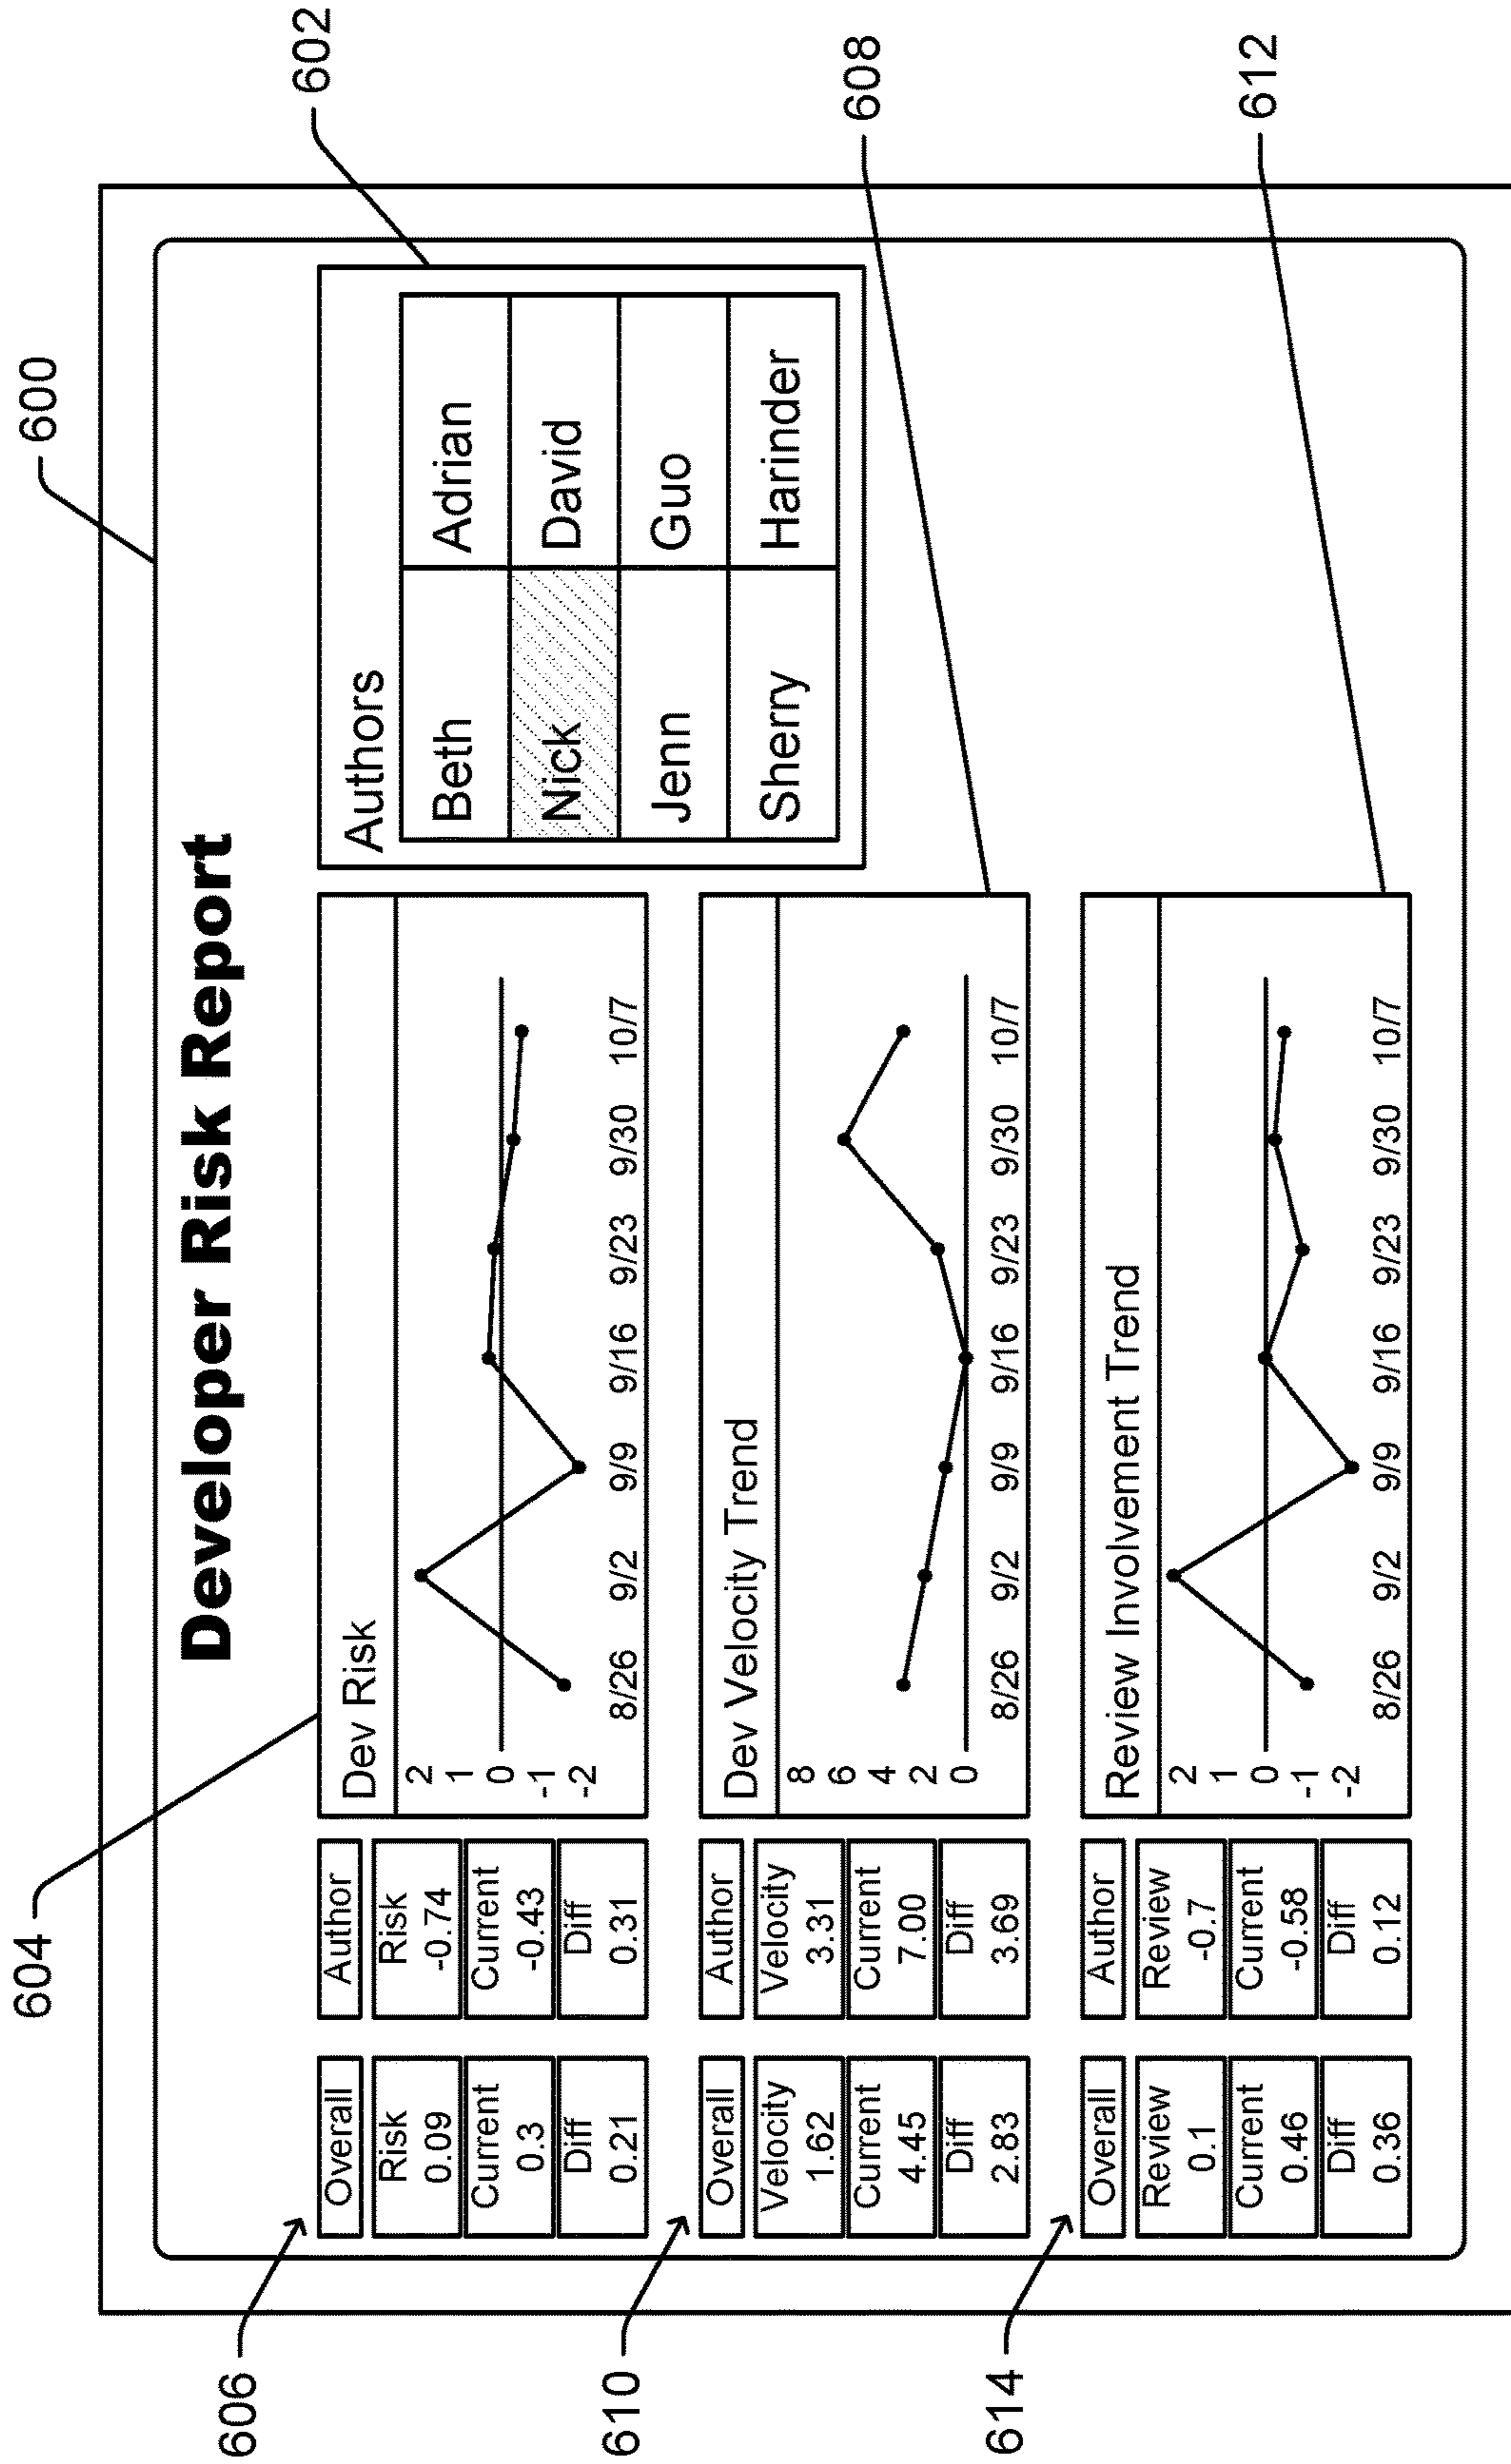 600
Developer Risk Report
604
602
606
Overall
Risk
0.09
Current
0.3
Diff
0.21
Author
Risk
-0.74
Current
-0.43
Diff
0.31
Dev Risk
2
1
0
-1
-2
8/26 9/2 9/9 9/16 9/23 9/30 10/7
Authors
Beth Adrian
Nick David
Jenn Guo
Sherry Harinder
610
Overall
Velocity
1.62
Current
4.45
Diff
2.83
Author
Velocity
3.31
Current
7.00
Diff
3.69
Dev Velocity Trend
8
6
4
2
0
8/26 9/2 9/9 9/16 9/23 9/30 10/7
608
614
Overall
Review
0.1
Current
0.46
Diff
0.36
Author
Review
-0.7
Current
-0.58
Diff
0.12
Review Involvement Trend
2
1
0
-1
-2
8/26 9/2 9/9 9/16 9/23 9/30 10/7
612